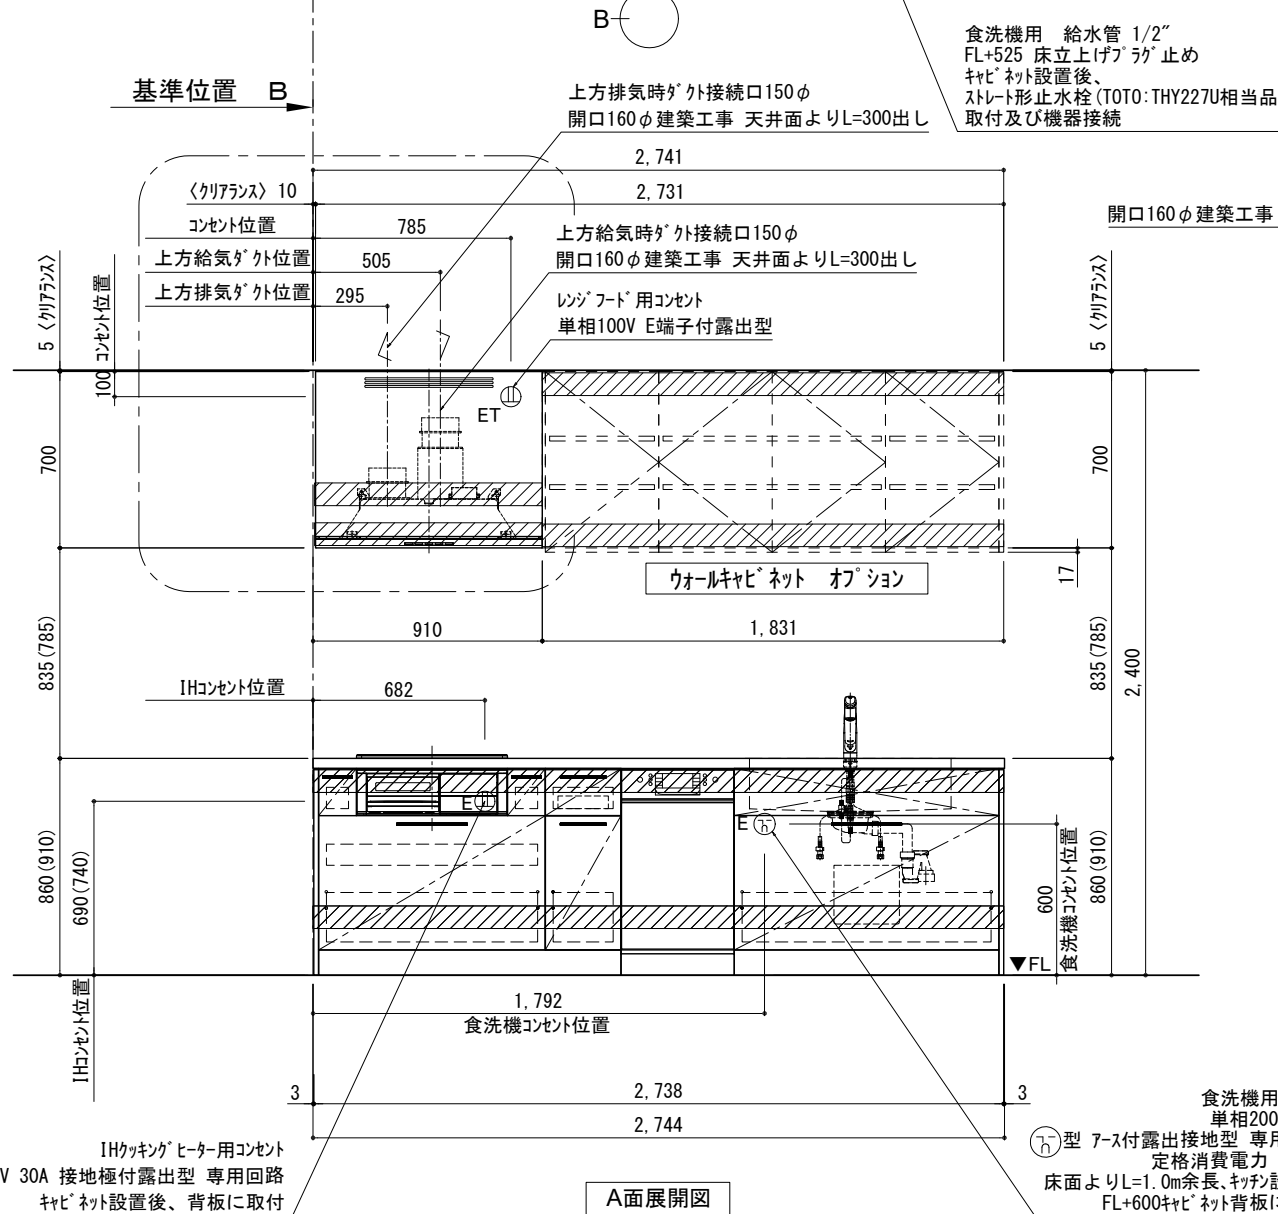 B
食洗機用　給水管 1/2″
FL+525 床立上げﾌﾟﾗｸﾞ止め
ｷｬﾋﾞﾈｯﾄ設置後、
ｽﾄﾚｰﾄ形止水栓(TOTO:THY227U相当品
取付及び機器接続
基準位置　B
上方排気時ﾀﾞｸﾄ接続口150φ
開口160φ建築工事 天井面よりL=300出し
2,741
〈ｸﾘｱﾗﾝｽ〉10
2,731
ｺﾝｾﾝﾄ位置
785
開口160φ建築工事
上方給気時ﾀﾞｸﾄ接続口150φ
開口160φ建築工事 天井面よりL=300出し
上方給気ﾀﾞｸﾄ位置
505
上方排気ﾀﾞｸﾄ位置
295
ﾚﾝｼﾞﾌｰﾄﾞ用ｺﾝｾﾝﾄ
単相100V E端子付露出型
5 〈ｸﾘｱﾗﾝｽ〉
100 ｺﾝｾﾝﾄ位置
5 〈ｸﾘｱﾗﾝｽ〉
ET
700
700
17
ｳｫｰﾙｷｬﾋﾞﾈｯﾄ　ｵﾌﾟｼｮﾝ
910
1,831
835(785)
835(785)
2,400
IHｺﾝｾﾝﾄ位置
682
E
E
860(910)
690(740)
IHｺﾝｾﾝﾄ位置
600
食洗機ｺﾝｾﾝﾄ位置
860(910)
▼FL
1,792
食洗機ｺﾝｾﾝﾄ位置
3
2,738
3
2,744
IHｸｯｷﾝｸﾞﾋｰﾀｰ用ｺﾝｾﾝﾄ
V 30A 接地極付露出型 専用回路
ｷｬﾋﾞﾈｯﾄ設置後、背板に取付
A面展開図
食洗機用
単相200
型 ｱｰｽ付露出接地型 専用
定格消費電力
床面よりL=1.0m余長､ｷｯﾁﾝ設
FL+600ｷｬﾋﾞﾈｯﾄ背板に